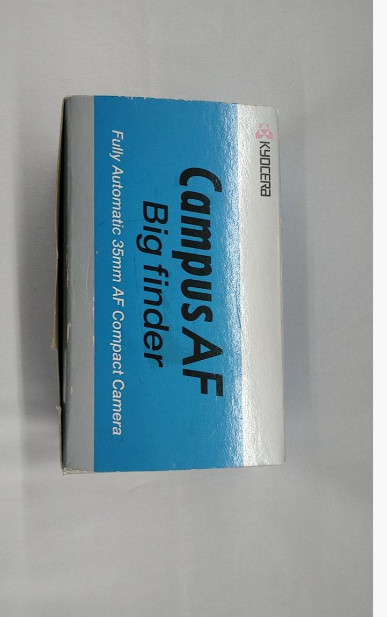 KYOCERA
Campus AF
Big finder
Fully Automatic 35mm AF Compact Camera